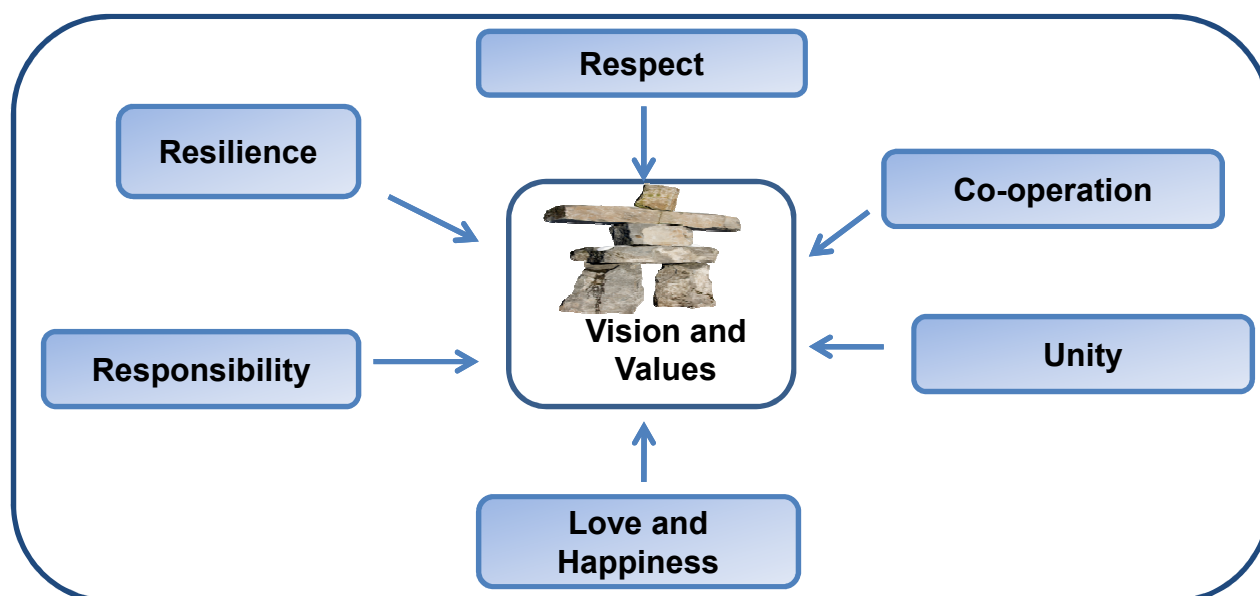 Respect
Resilience
Co-operation
Vision and
Values
Responsibility
Unity
Love and
Happiness